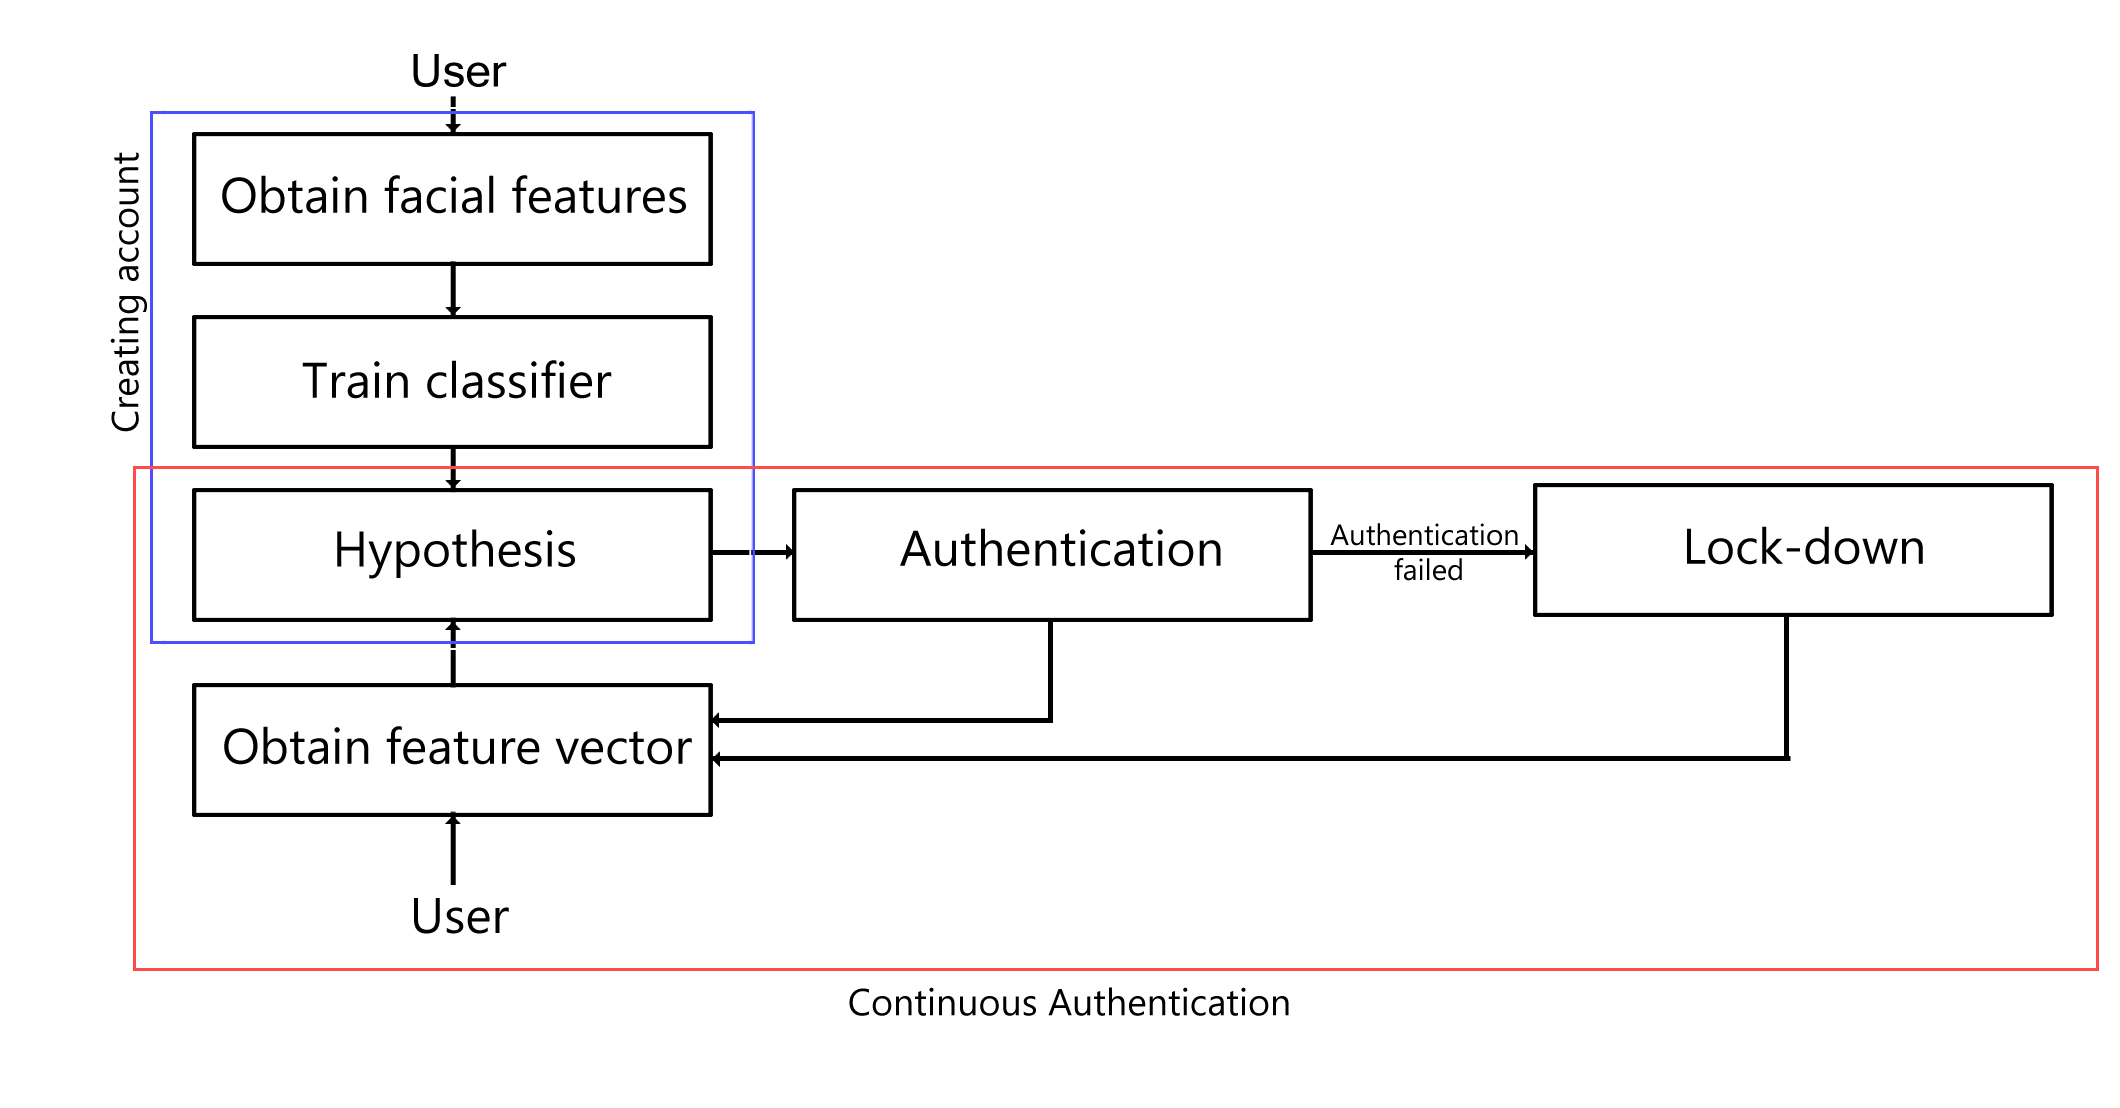 User
Creating account
Obtain facial features
Train classifier
Hypothesis
Authentication
Authentication
failed
Lock-down
Obtain feature vector
User
Continuous Authentication